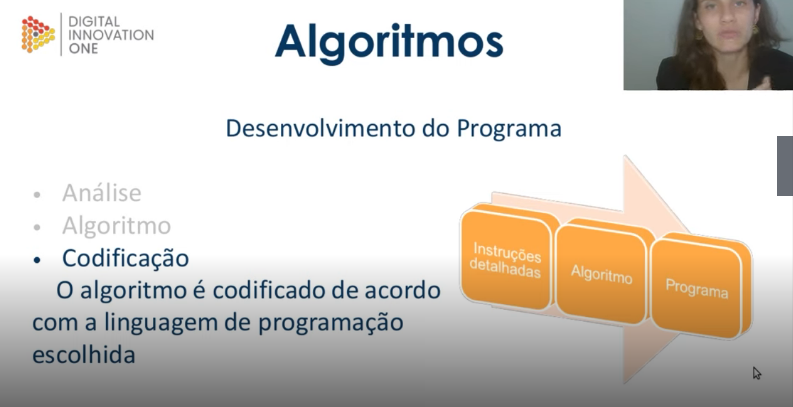 DIGITAL
INNOVATION
ONE
Algoritmos
Desenvolvimento do Programa
• Análise
• Algoritmo
• Codificação
O algoritmo é codificado de acordo
com a linguagem de programação
escolhida
Instruções
detalhadas
Algoritmo
Programa